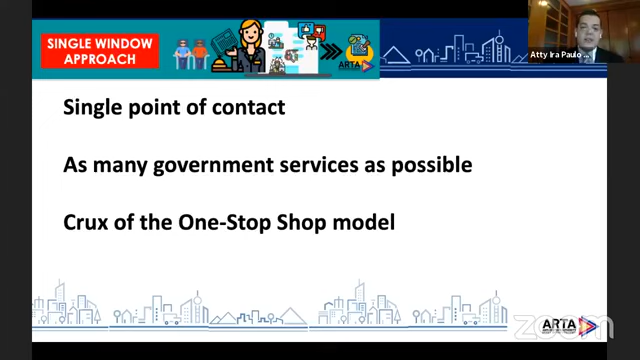 SINGLE WINDOW
APPROACH
ARTA
Atty Ira Paulo ...
Single point of contact
As many government services as possible
Crux of the One-Stop Shop model
zoom
ARTA